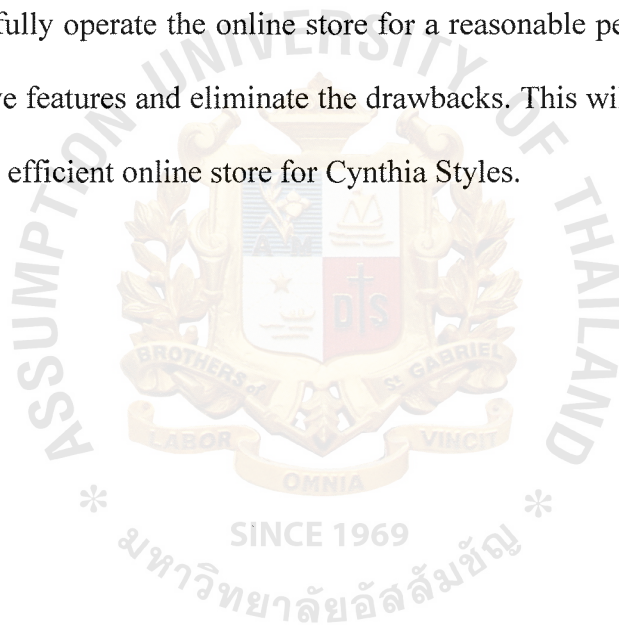 fully operate the online store for a reasonable pe
ve features and eliminate the drawbacks. This wil
efficient online store for Cynthia Styles.
ASSUMPTION UNIVERSITY OF THAILAND
A M
D S
BROTHERS of St GABRIEL
LABOR
VINCIT
OMNIA
SINCE 1969
มหาวิทยาลัยอัสสัมชัญ